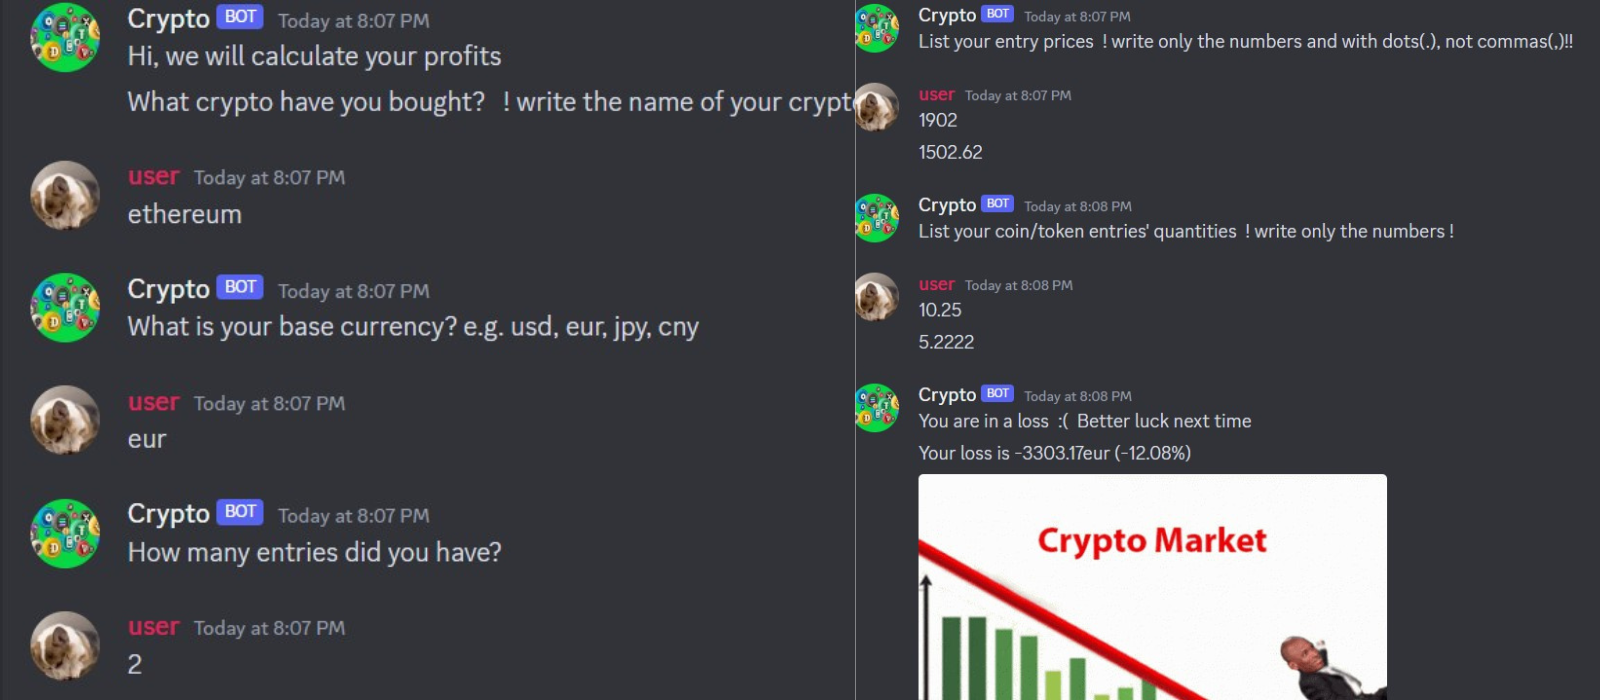 Crypto BOT Today at 8:07 PM
Hi, we will calculate your profits
What crypto have you bought? ! write the name of your crypt
user Today at 8:07 PM
ethereum
Crypto BOT Today at 8:07 PM
What is your base currency? e.g. usd, eur, jpy, cny
user Today at 8:07 PM
eur
Crypto BOT Today at 8:07 PM
How many entries did you have?
user Today at 8:07 PM
2
Crypto BOT Today at 8:07 PM
List your entry prices ! write only the numbers and with dots(.), not commas(,)!!
user Today at 8:07 PM
1902
1502.62
Crypto BOT Today at 8:08 PM
List your coin/token entries' quantities ! write only the numbers !
user Today at 8:08 PM
10.25
5.2222
Crypto BOT Today at 8:08 PM
You are in a loss :( Better luck next time
Your loss is -3303.17eur (-12.08%)
Crypto Market